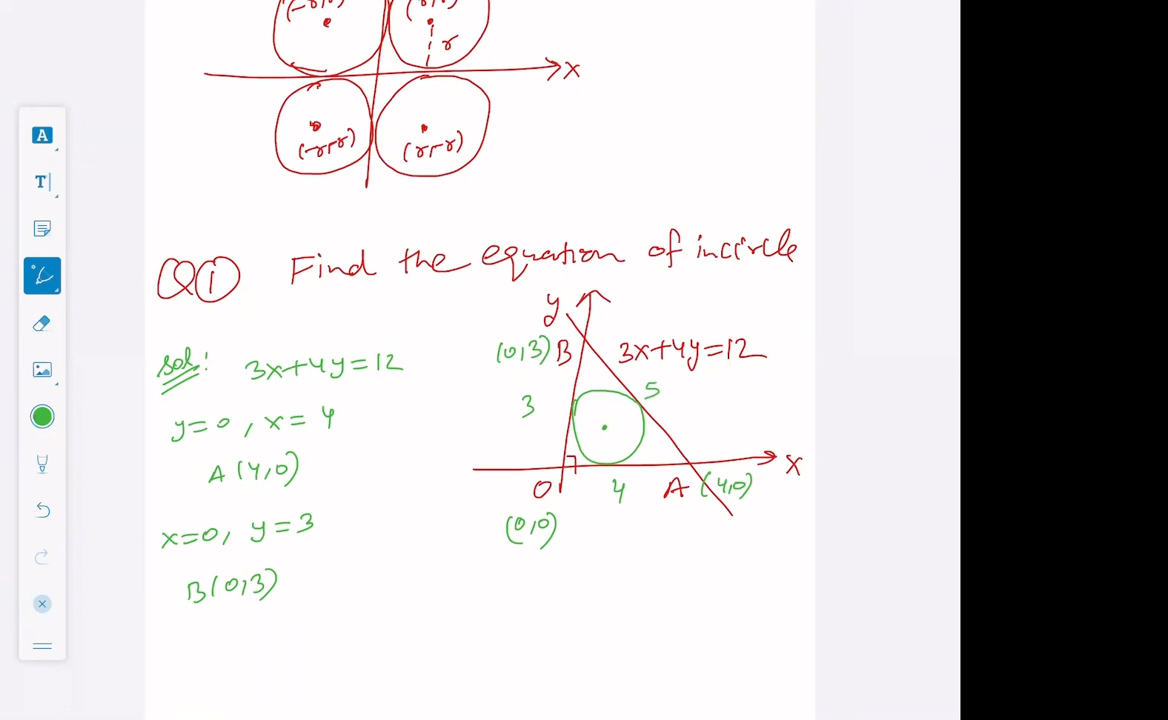 (-r,r)
(r,r)
r
X
(-r,-r)
(r,-r)
Q① Find the equation of incircle
y
sol: 3x+4y=12
(0,3) B 3x+4y=12
3
5
y=0, x=4
A(4,0)
X
O
4
A (4,0)
(0,0)
x=0, y=3
B(0,3)
A
T